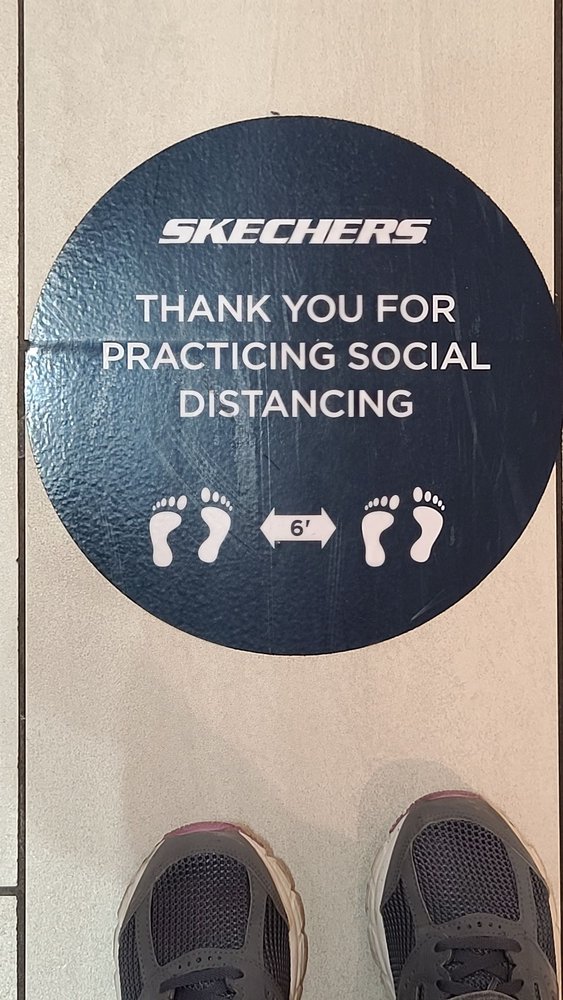 SKECHERS
THANK YOU FOR
PRACTICING SOCIAL
DISTANCING
6'